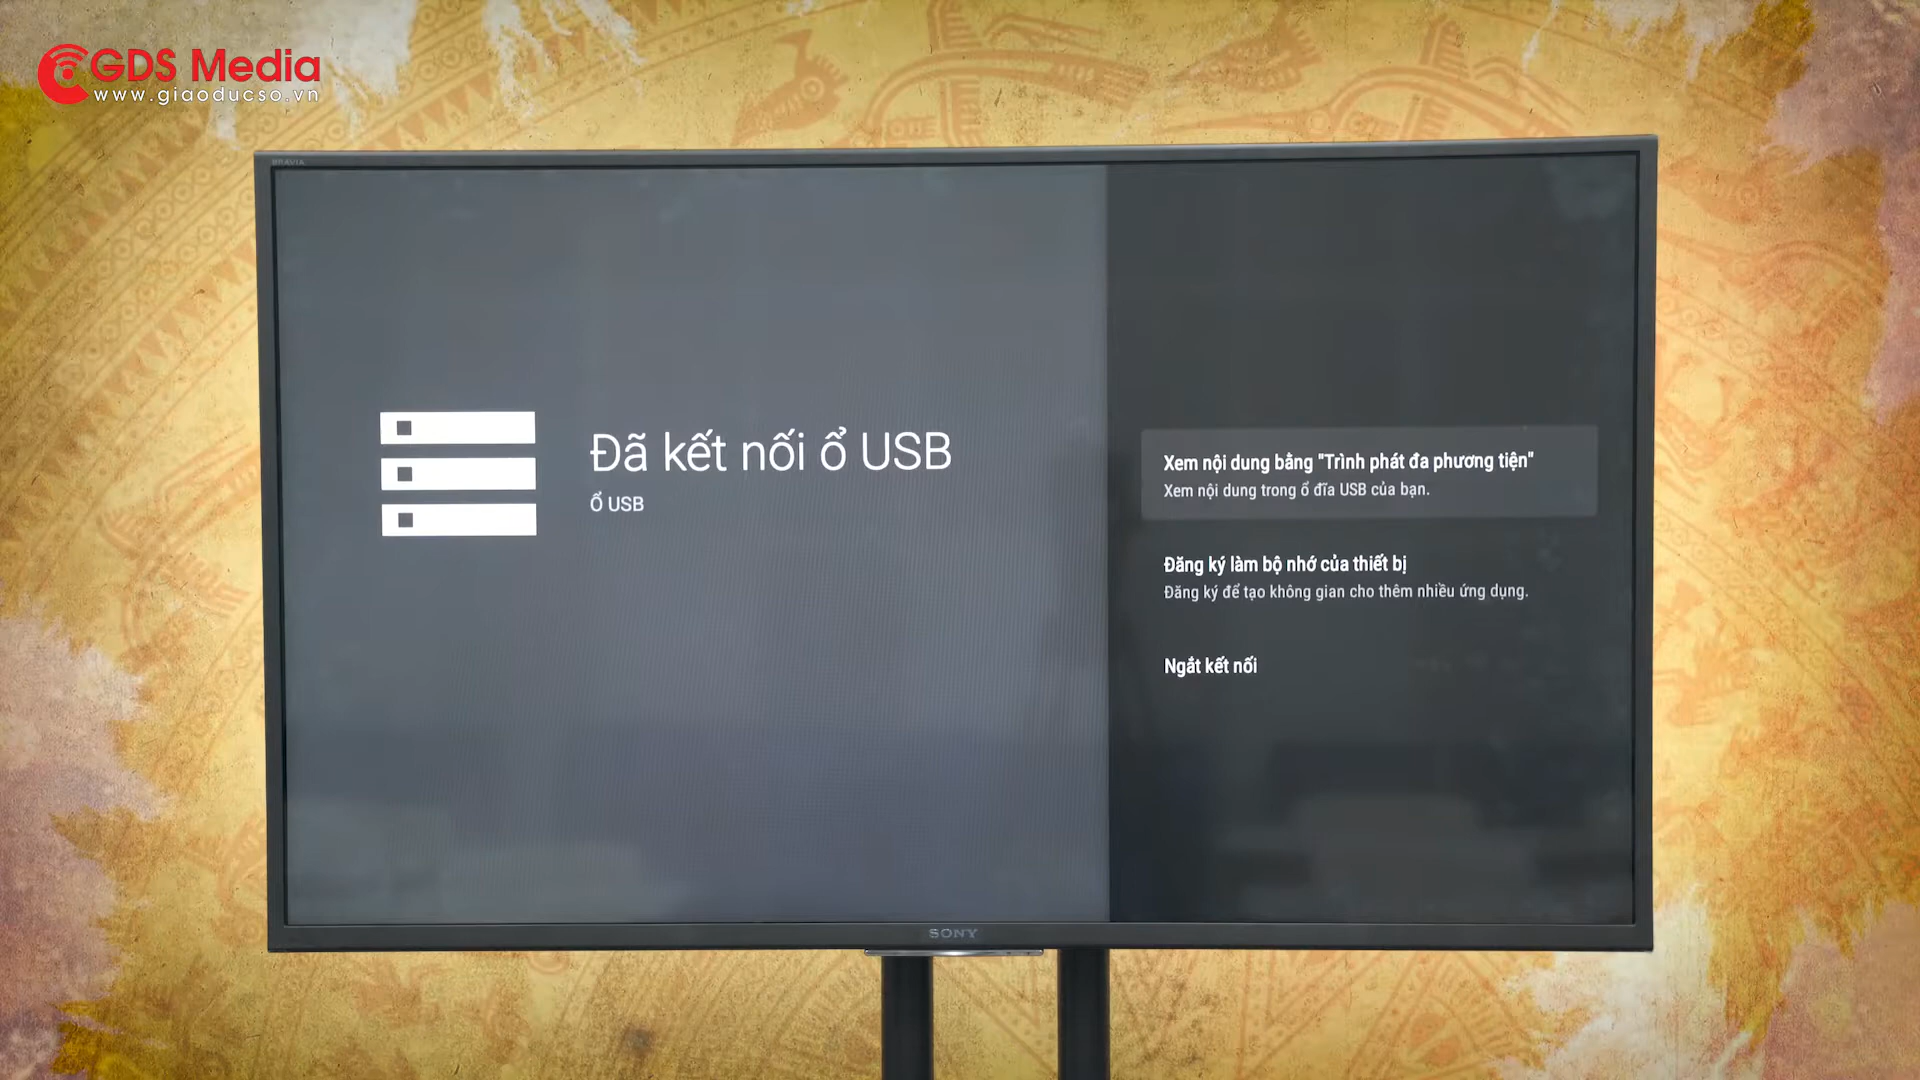 GDS Media
www.giaoducso.vn
BRAVIA
Đã kết nối ổ USB
Ổ USB
Xem nội dung bằng "Trình phát đa phương tiện"
Xem nội dung trong ổ đĩa USB của bạn.
Đăng ký làm bộ nhớ của thiết bị
Đăng ký để tạo không gian cho thêm nhiều ứng dụng.
Ngắt kết nối
SONY